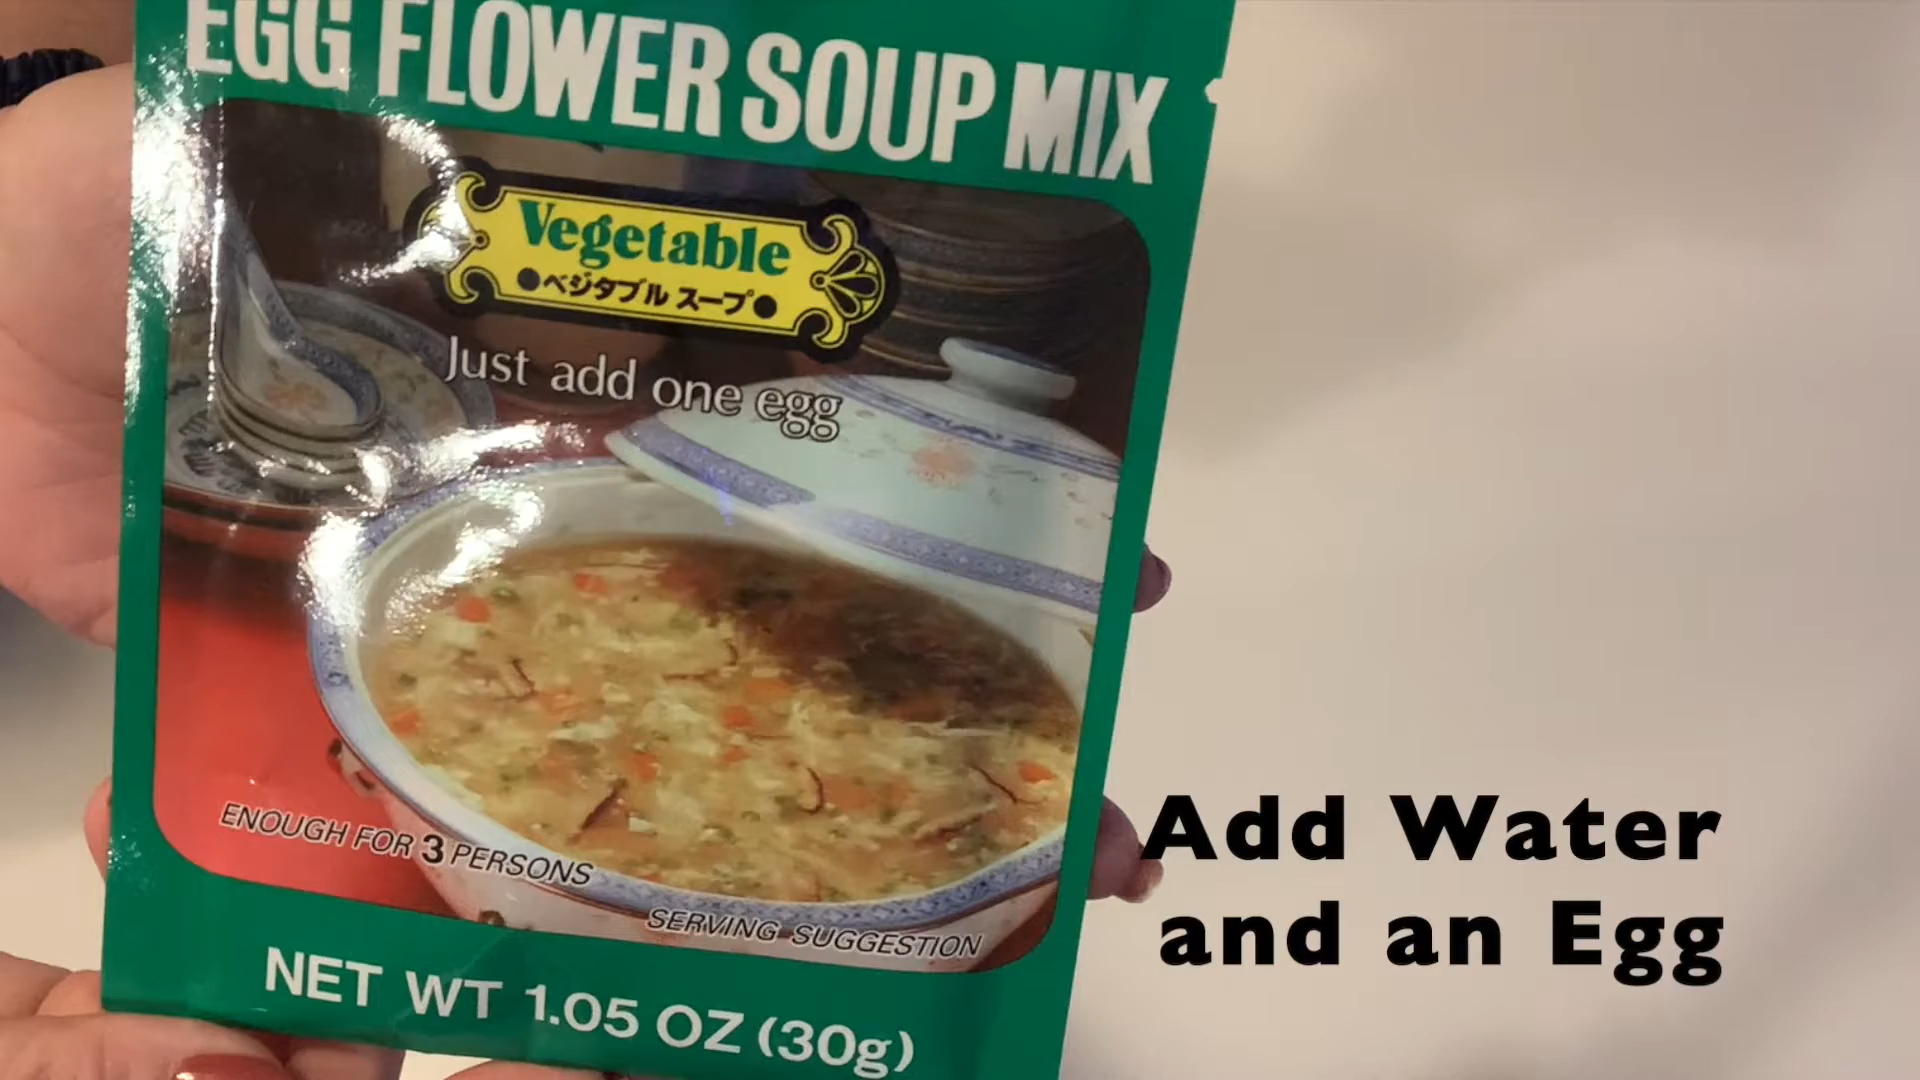 EGG FLOWER SOUP MIX
Vegetable
●ベジタブル スープ●
Just add one egg
ENOUGH FOR 3 PERSONS
SERVING SUGGESTION
NET WT 1.05 OZ (30g)
Add Water
and an Egg